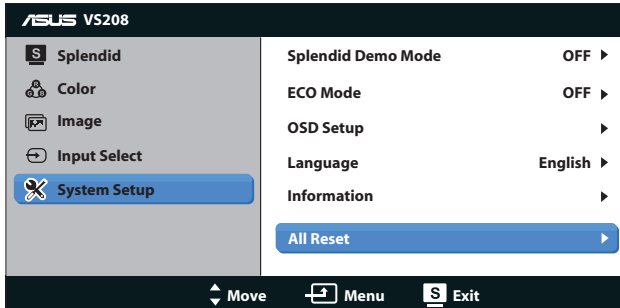 ASUS VS208
S Splendid
Color
Image
Input Select
System Setup
Splendid Demo Mode OFF
ECO Mode OFF
OSD Setup
Language English
Information
All Reset
Move Menu S Exit